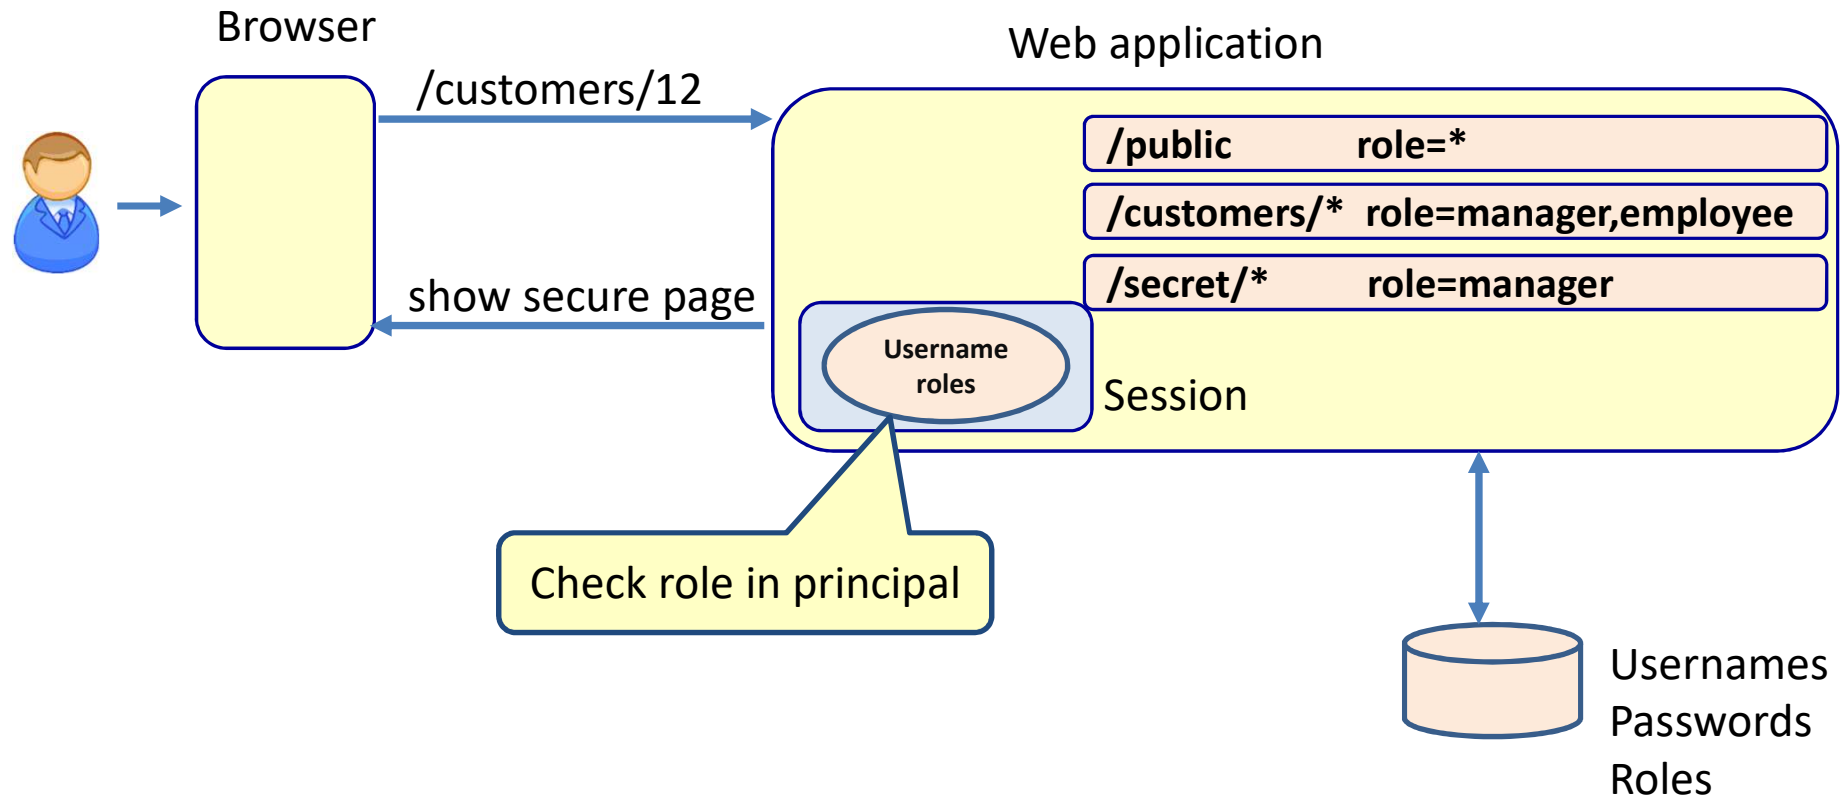 Browser
Web application
/customers/12
/public role=*
/customers/* role=manager,employee
/secret/* role=manager
show secure page
Username
roles
Session
Check role in principal
Usernames
Passwords
Roles